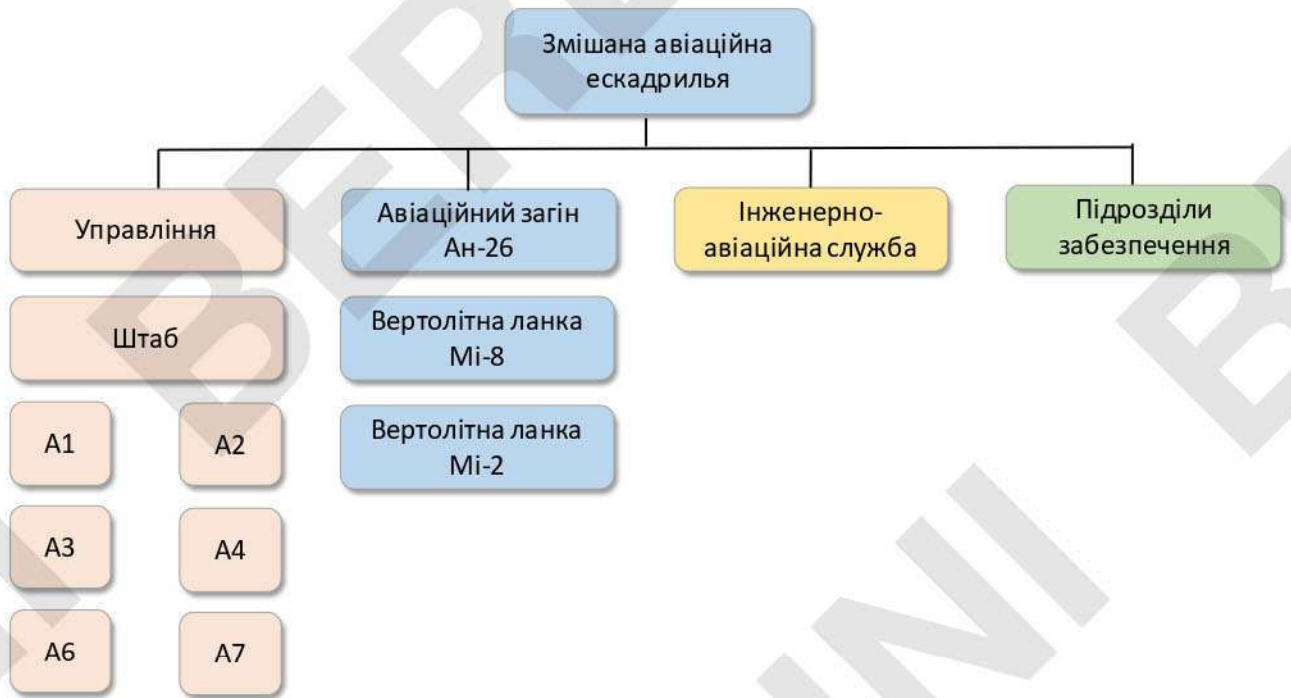 Змішана авіаційна
ескадрилья
Управління
Авіаційний загін
Ан-26
Інженерно-
авіаційна служба
Підрозділи
забезпечення
Штаб
Вертолітна ланка
Мі-8
А1
А2
Вертолітна ланка
Мі-2
А3
А4
А6
А7